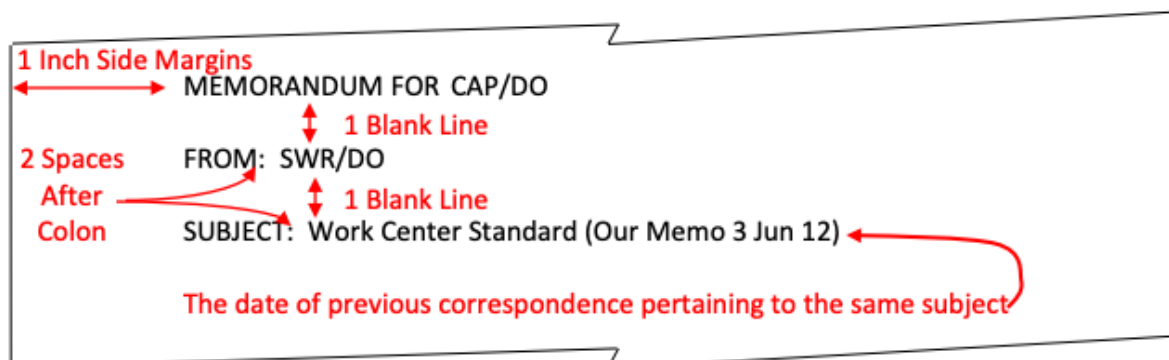 1 Inch Side Margins
MEMORANDUM FOR CAP/DO
1 Blank Line
2 Spaces
After
Colon
FROM: SWR/DO
1 Blank Line
SUBJECT: Work Center Standard (Our Memo 3 Jun 12)
The date of previous correspondence pertaining to the same subject